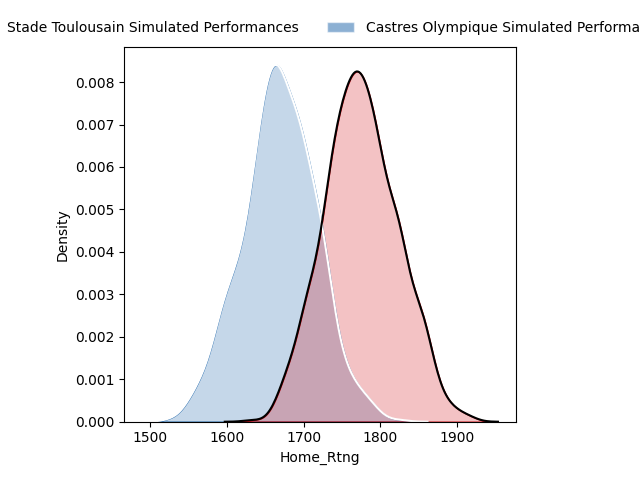 Stade Toulousain Simulated Performances Castres Olympique Simulated Performa
0.008
0.007
0.006
0.005
0.004
0.003
0.002
0.001
0.000
Density
1500 1600 1700 1800 1900
Home_Rtng